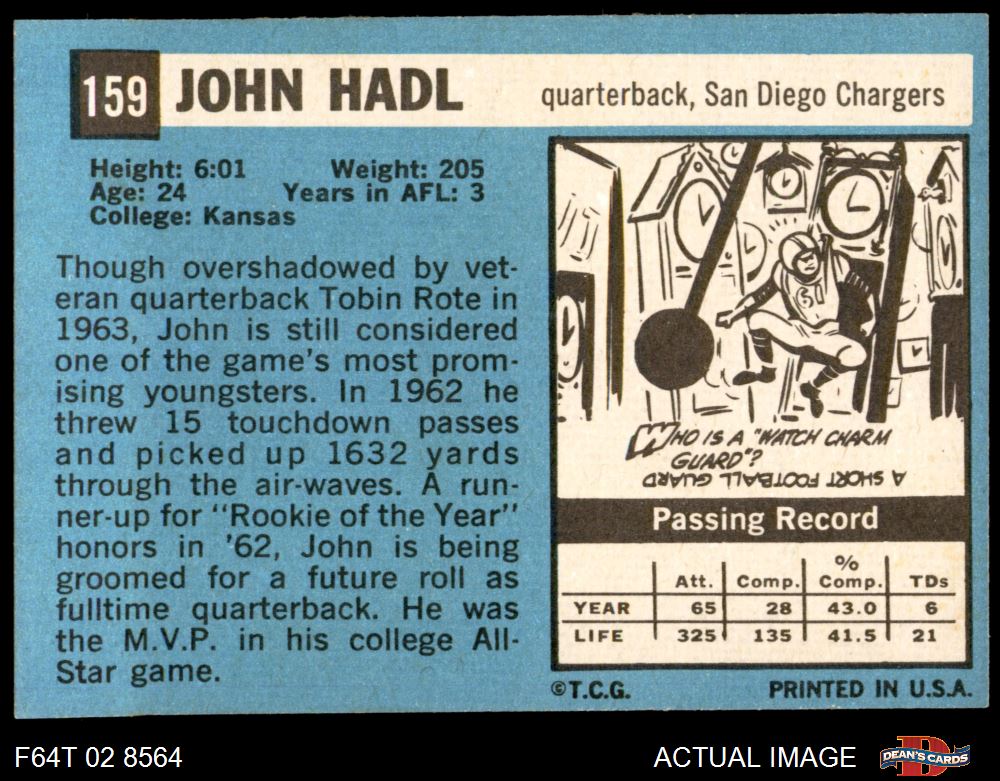 159 JOHN HADL quarterback, San Diego Chargers
Height: 6:01 Weight: 205
Age: 24 Years in AFL: 3
College: Kansas
Though overshadowed by vet-
eran quarterback Tobin Rote in
1963, John is still considered
one of the game's most prom-
ising youngsters. In 1962 he
threw 15 touchdown passes
and picked up 1632 yards
through the air-waves. A run-
ner-up for "Rookie of the Year"
honors in '62, John is being
groomed for a future roll as
fulltime quarterback. He was
the M.V.P. in his college All-
Star game.
60
WHO IS A "WATCH CHARM
GUARD"?
A SHORT FOOTBALL GUARD
Passing Record
Att. Comp. % Comp. TDs
YEAR 65 28 43.0 6
LIFE 325 135 41.5 21
©T.C.G. PRINTED IN U.S.A.
F64T 02 8564 ACTUAL IMAGE DEAN'S CARDS